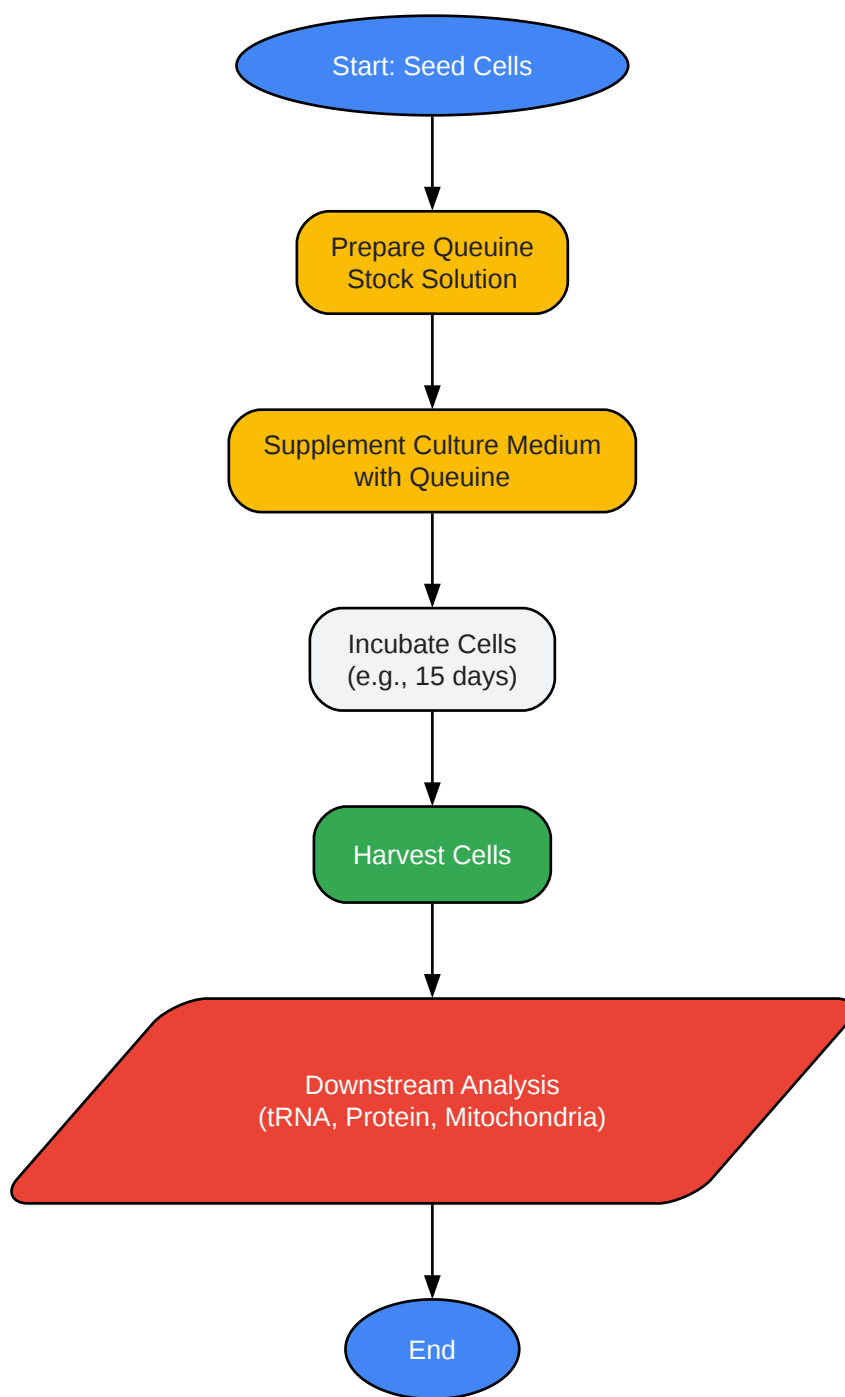 Start: Seed Cells
Prepare Queuine
Stock Solution
Supplement Culture Medium
with Queuine
Incubate Cells
(e.g., 15 days)
Harvest Cells
Downstream Analysis
(tRNA, Protein, Mitochondria)
End